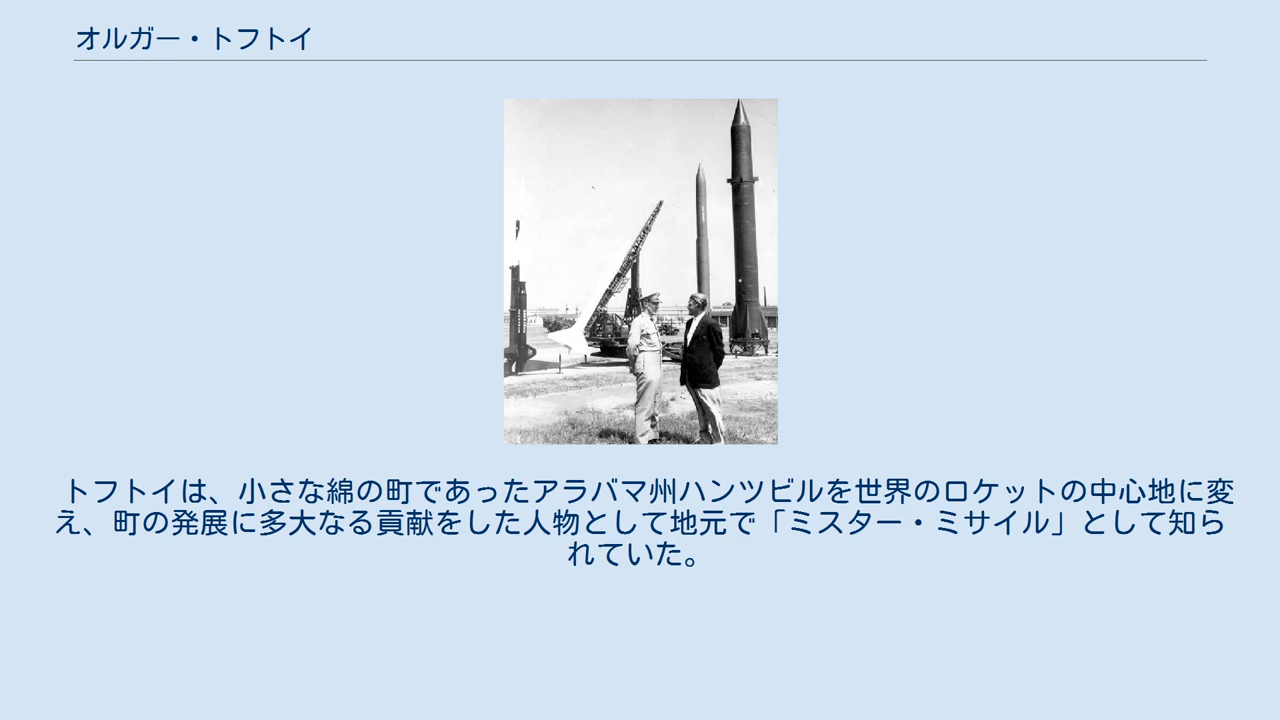 オルガー・トフトイ
トフトイは、小さな綿の町であったアラバマ州ハンツビルを世界のロケットの中心地に変
え、町の発展に多大なる貢献をした人物として地元で「ミスター・ミサイル」として知ら
れていた。